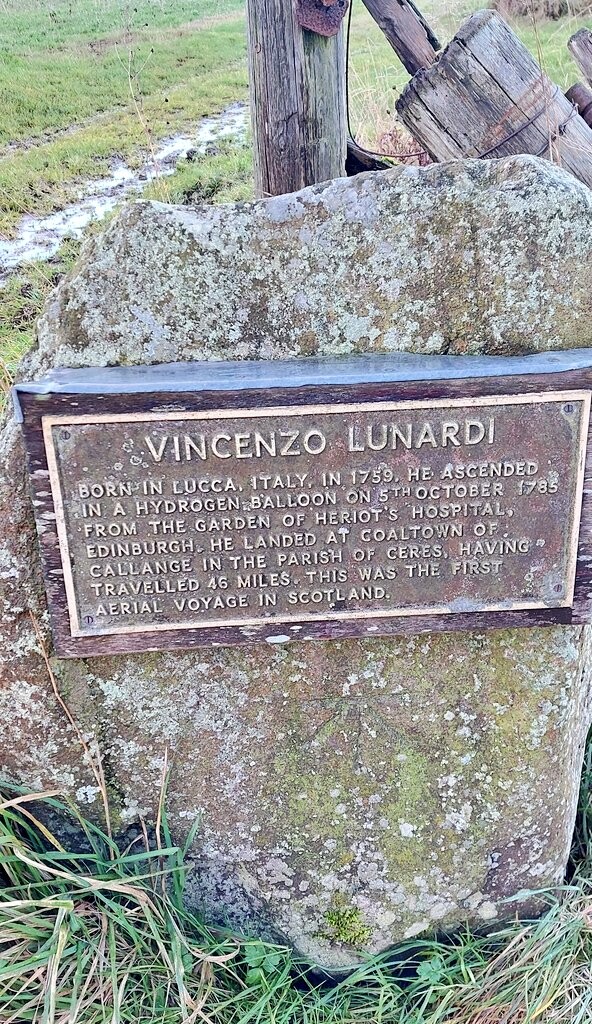 VINCENZO LUNARDI
BORN IN LUCCA, ITALY, IN 1759, HE ASCENDED
IN A HYDROGEN BALLOON ON 5TH OCTOBER 1785
FROM THE GARDEN OF HERIOT'S HOSPITAL,
EDINBURGH. HE LANDED AT COALTOWN OF
CALLANGE IN THE PARISH OF CERES, HAVING
TRAVELLED 46 MILES. THIS WAS THE FIRST
AERIAL VOYAGE IN SCOTLAND.